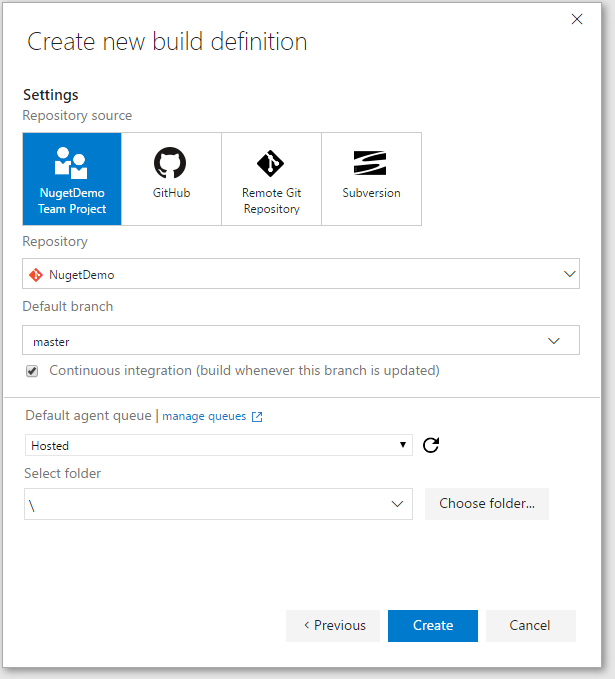 Create new build definition
Settings
Repository source
NugetDemo
Team Project
GitHub
Remote Git
Repository
Subversion
Repository
NugetDemo
Default branch
master
Continuous integration (build whenever this branch is updated)
Default agent queue | manage queues
Hosted
Select folder
\
Choose folder...
< Previous
Create
Cancel